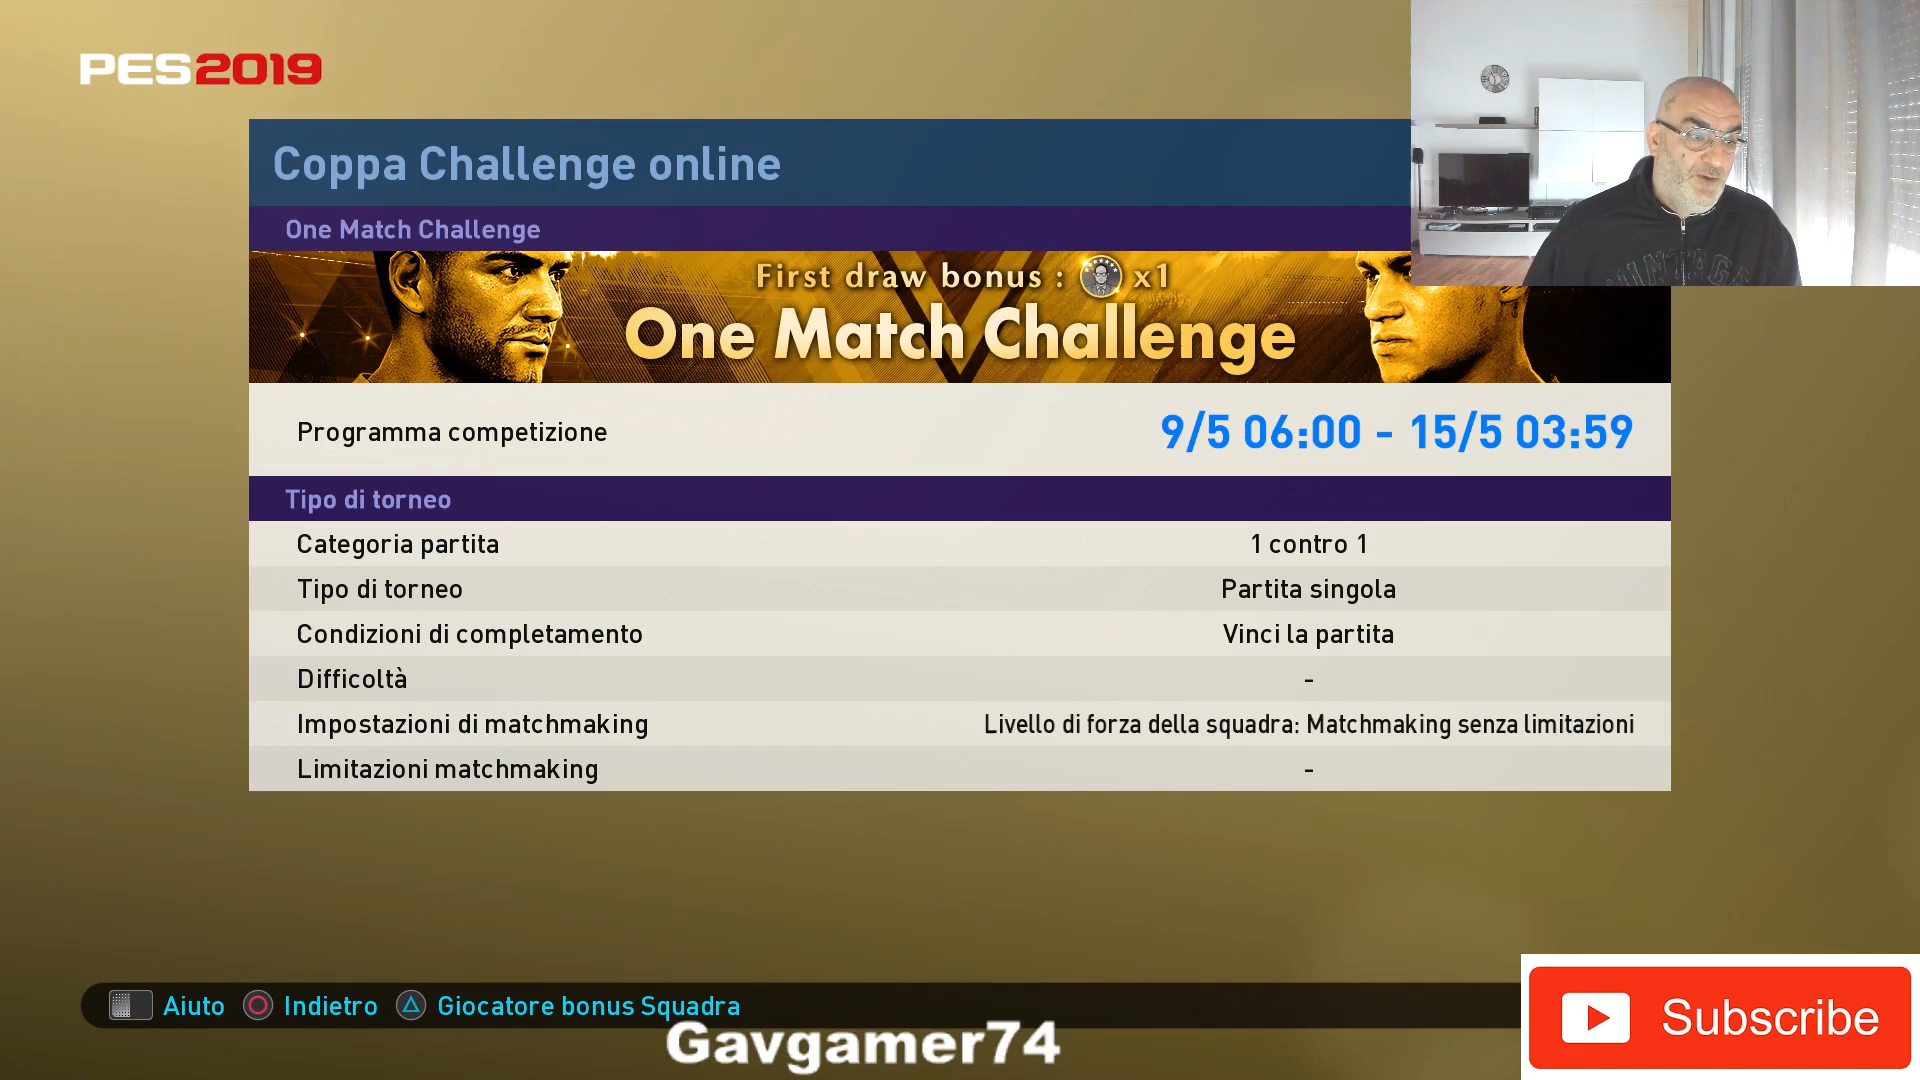 PES2019
Coppa Challenge online
One Match Challenge
First draw bonus : x1
One Match Challenge
Programma competizione 9/5 06:00 - 15/5 03:59
Tipo di torneo
Categoria partita 1 contro 1
Tipo di torneo Partita singola
Condizioni di completamento Vinci la partita
Difficoltà -
Impostazioni di matchmaking Livello di forza della squadra: Matchmaking senza limitazioni
Limitazioni matchmaking -
Aiuto Indietro Giocatore bonus Squadra
Gavgamer74
Subscribe